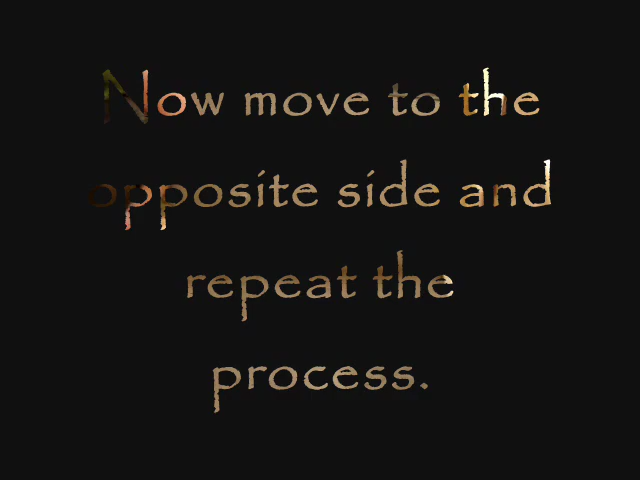 Now move to the
opposite side and
repeat the
process.